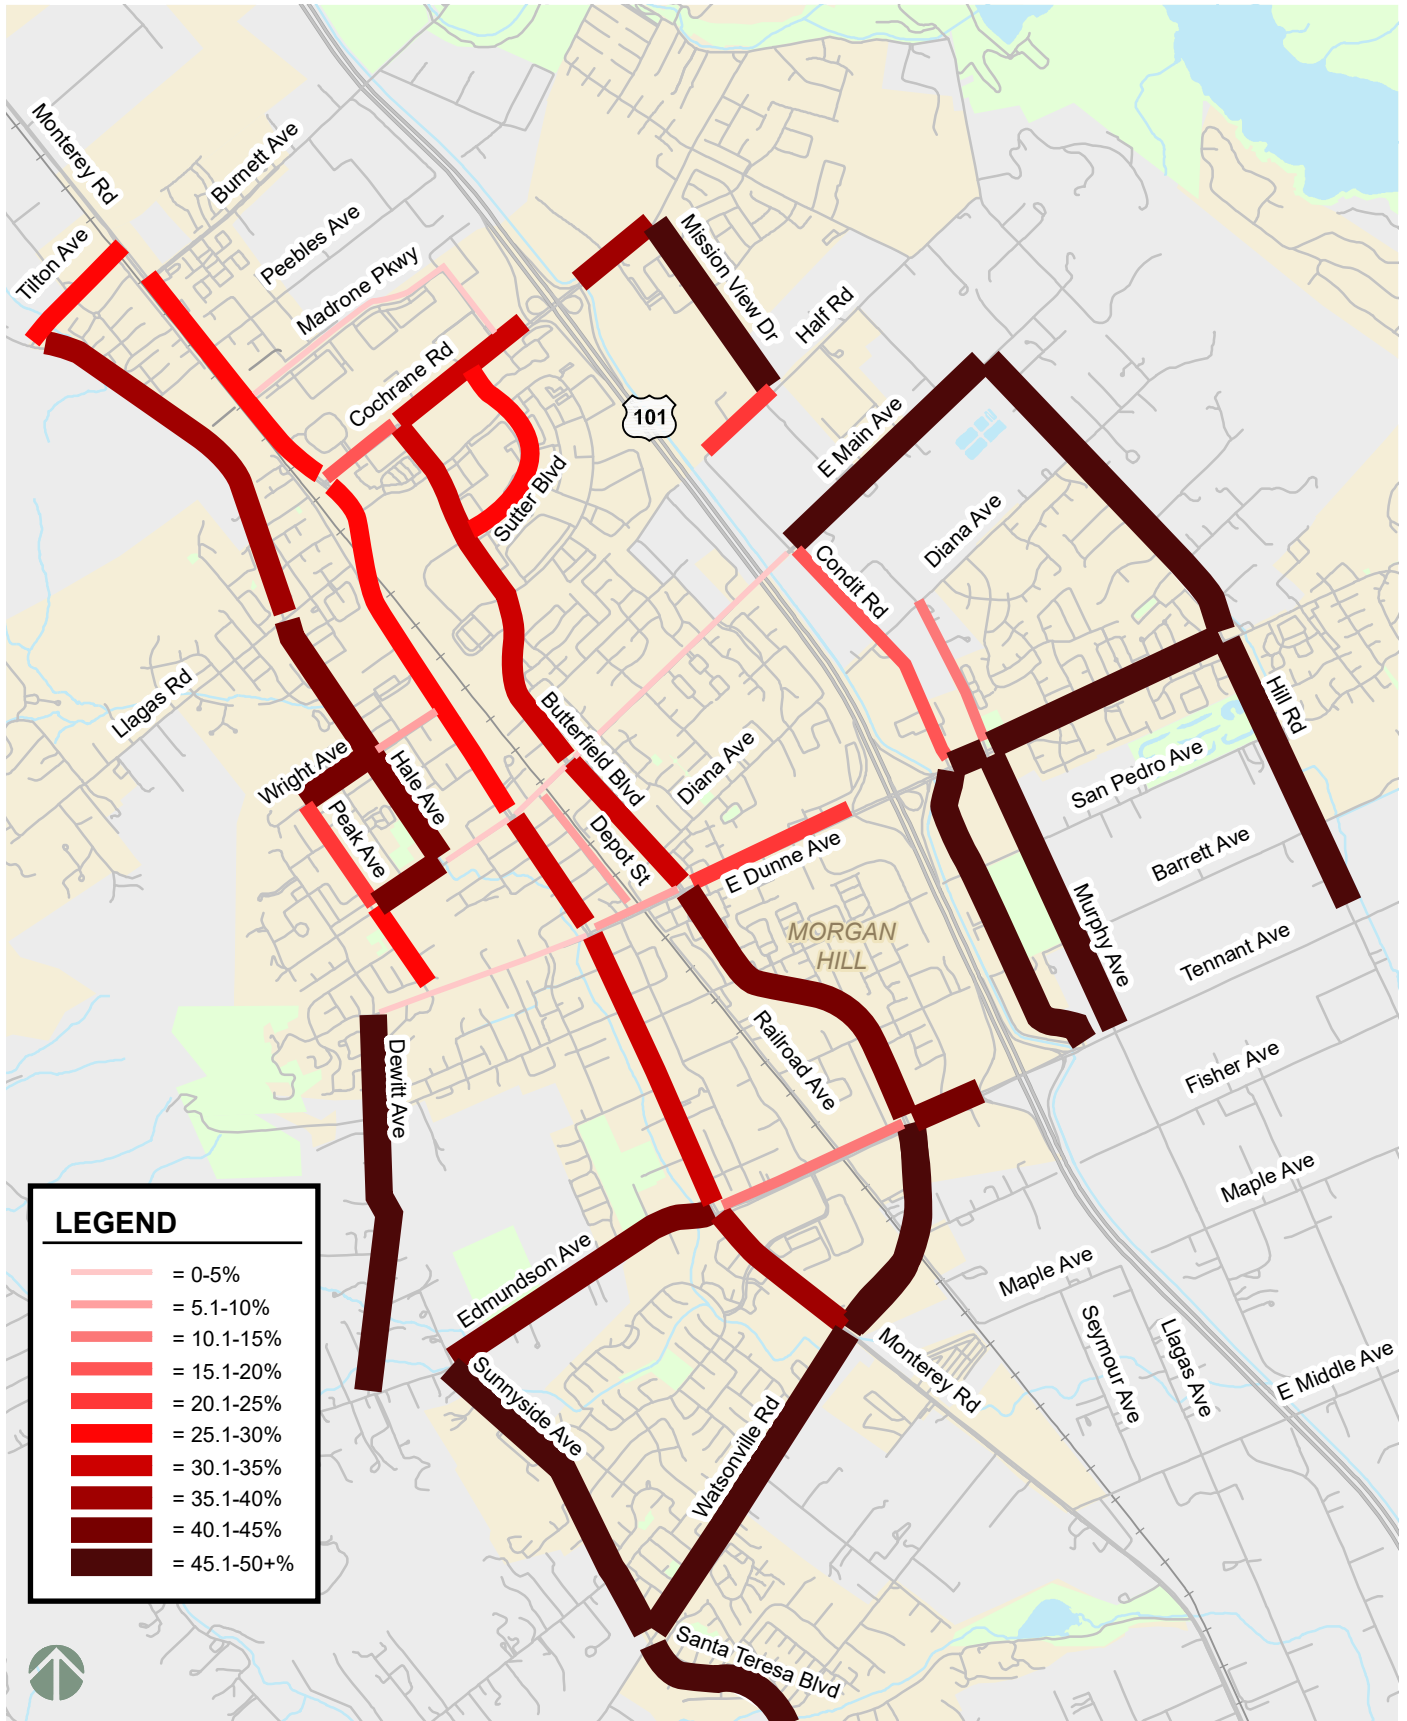 Monterey Rd
Burnett Ave
Tilton Ave
Peebles Ave
Madrone Pkwy
Mission View Dr
Half Rd
Cochrane Rd
101
E Main Ave
Sutter Blvd
Diana Ave
Condit Rd
Llagas Rd
Hill Rd
Butterfield Blvd
Wright Ave
Hale Ave
Diana Ave
San Pedro Ave
Peak Ave
Depot St
E Dunne Ave
Barrett Ave
MORGAN
HILL
Murphy Ave
Tennant Ave
Railroad Ave
Dewitt Ave
Fisher Ave
Maple Ave
Edmundson Ave
Maple Ave
Seymour Ave
Llagas Ave
E Middle Ave
Sunnyside Ave
Monterey Rd
Watsonville Rd
Santa Teresa Blvd
LEGEND
= 0-5%
= 5.1-10%
= 10.1-15%
= 15.1-20%
= 20.1-25%
= 25.1-30%
= 30.1-35%
= 35.1-40%
= 40.1-45%
= 45.1-50+%